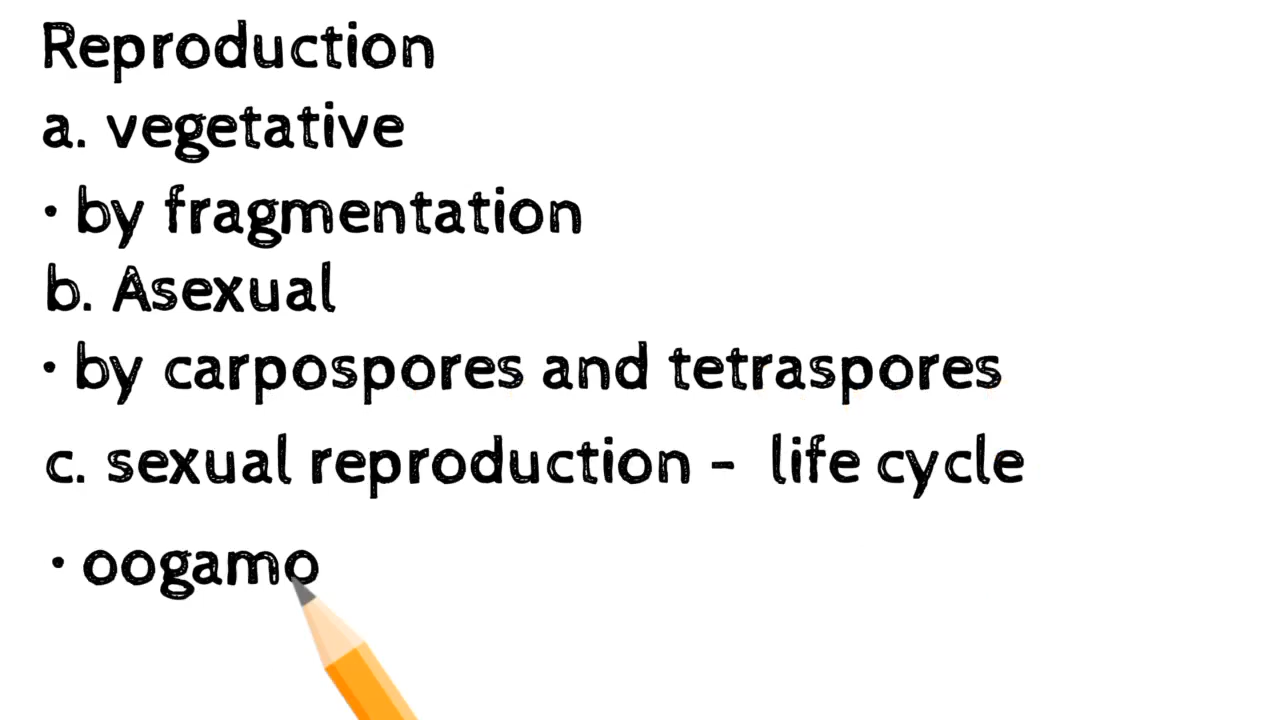 Reproduction
a. vegetative
• by fragmentation
b. Asexual
• by carpospores and tetraspores
c. sexual reproduction - life cycle
• oogamo